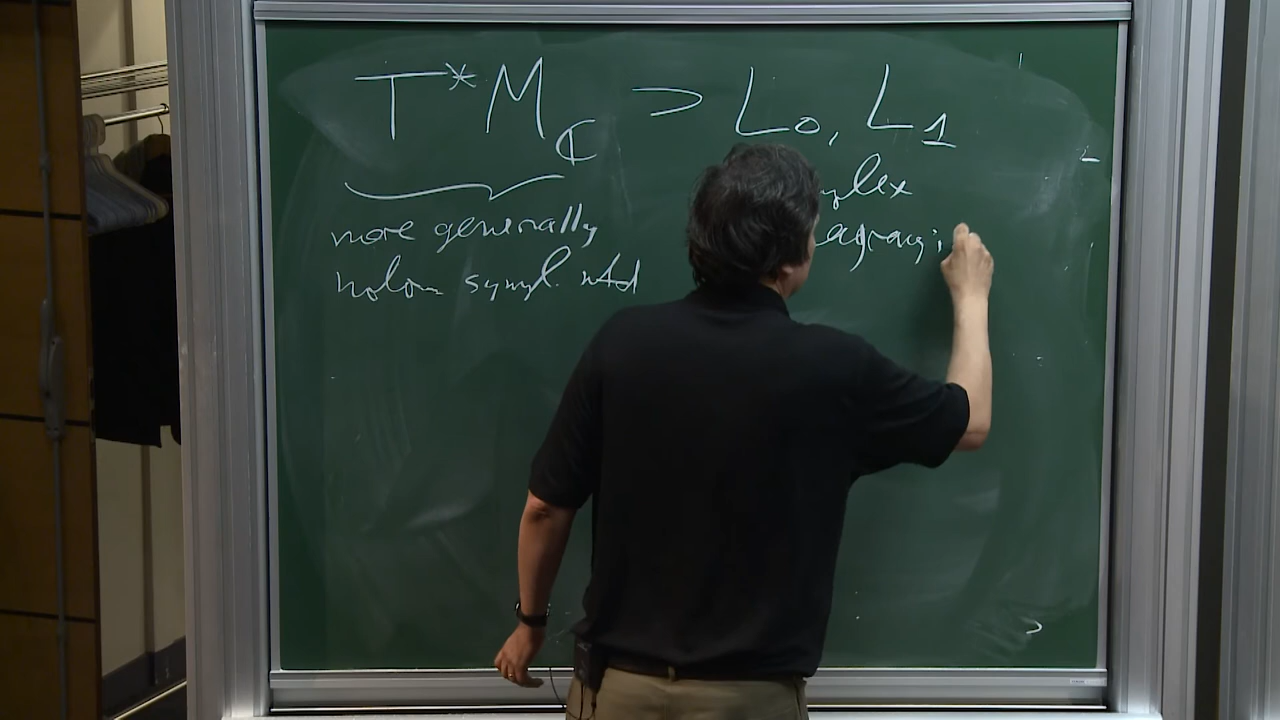 T*M_ℂ ⊃ L₀, L₁
more generally
holom sympl. mfd